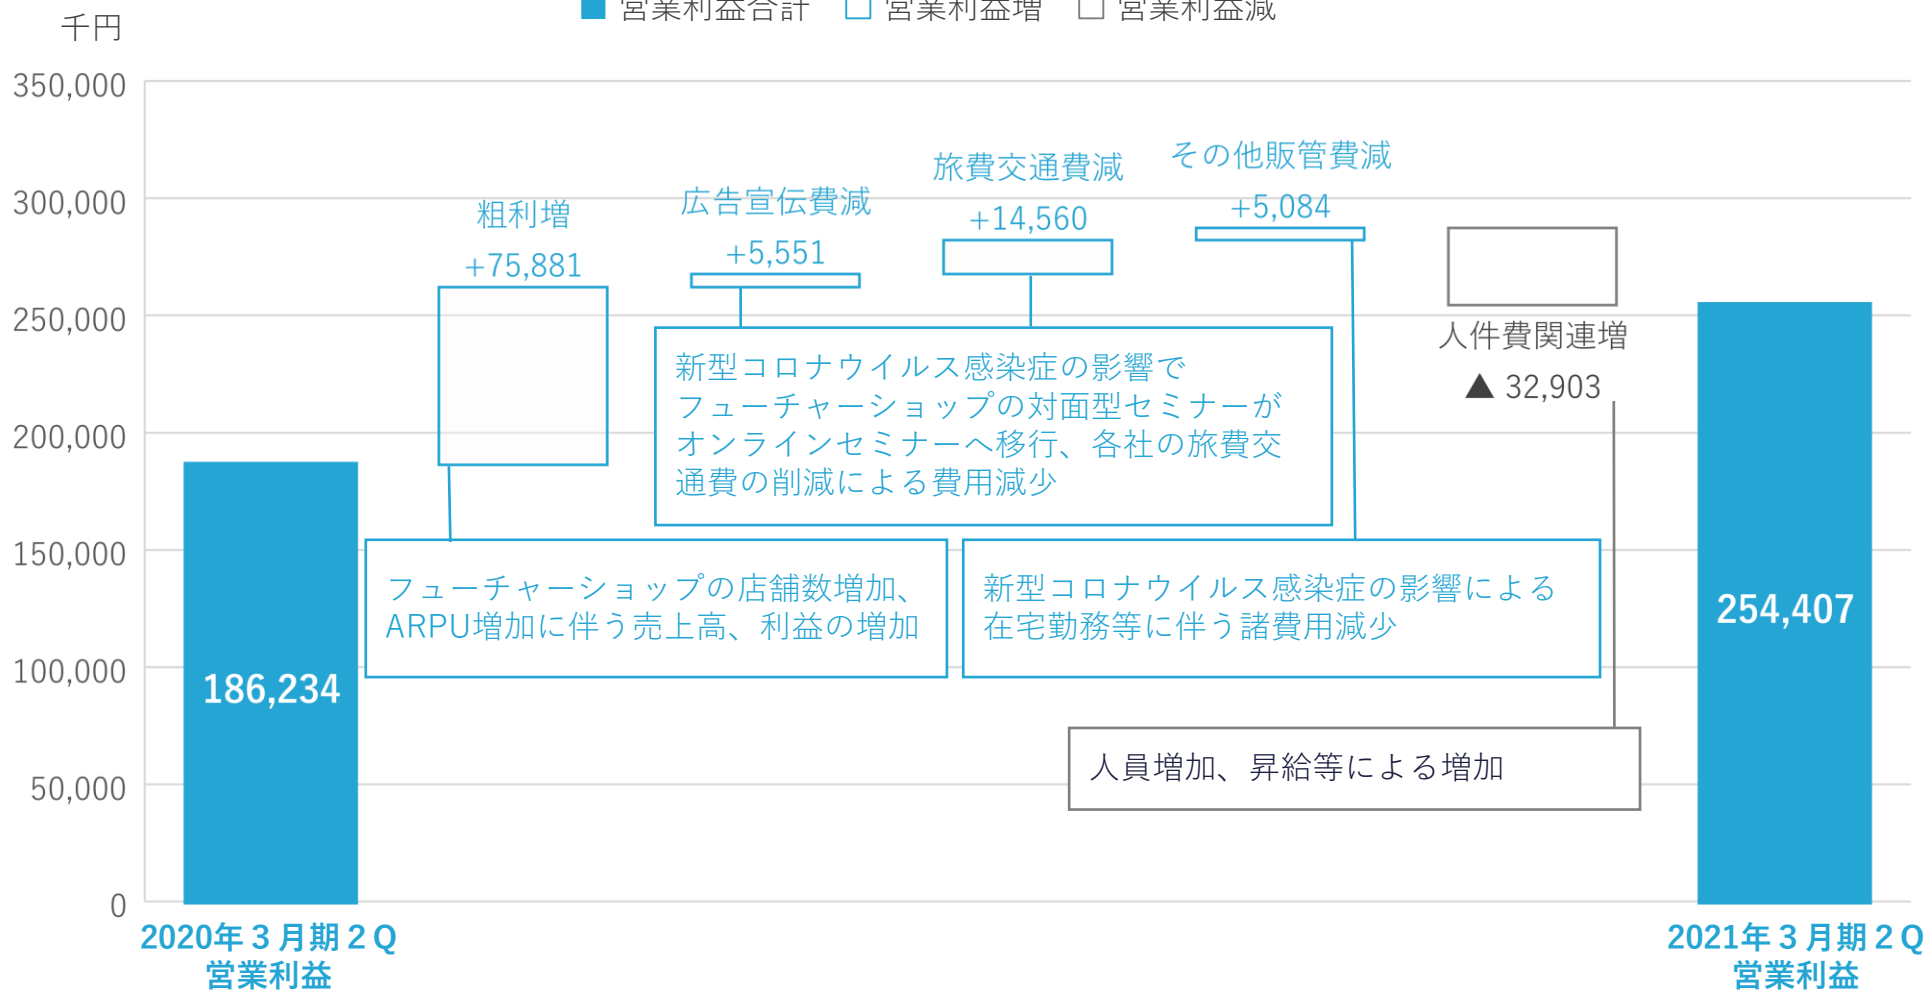 営業利益合計 営業利益増 営業利益減
千円
350,000
300,000
250,000
200,000
150,000
100,000
50,000
0
粗利増
+75,881
広告宣伝費減
+5,551
旅費交通費減
+14,560
その他販管費減
+5,084
人件費関連増
▲ 32,903
新型コロナウイルス感染症の影響で
フューチャーショップの対面型セミナーが
オンラインセミナーへ移行、各社の旅費交
通費の削減による費用減少
フューチャーショップの店舗数増加、
ARPU増加に伴う売上高、利益の増加
新型コロナウイルス感染症の影響による
在宅勤務等に伴う諸費用減少
人員増加、昇給等による増加
186,234
254,407
2020年３月期２Q
営業利益
2021年３月期２Q
営業利益